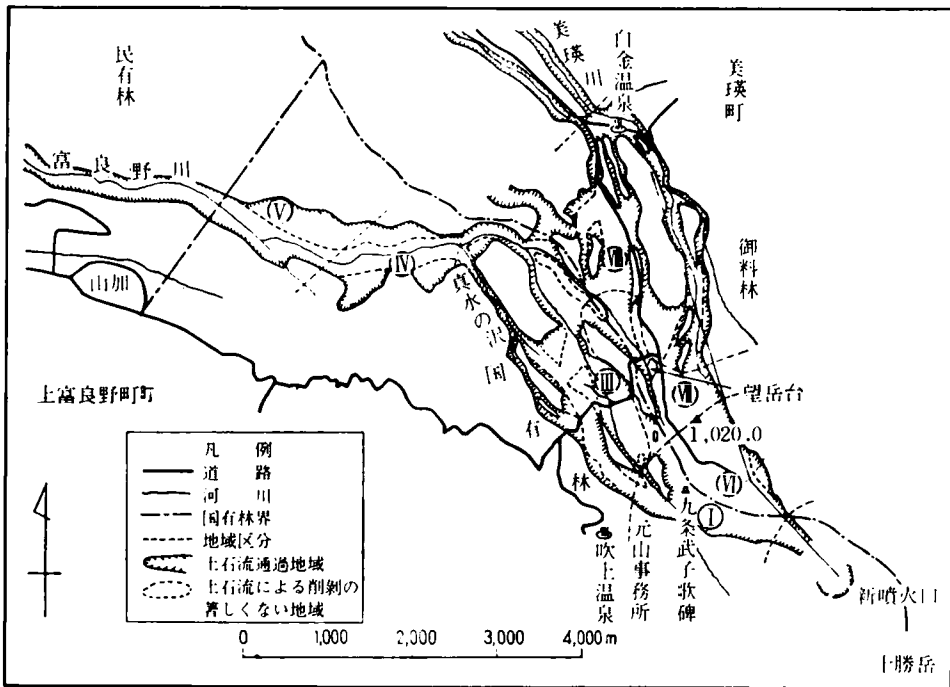 民有林
美瑛川
白金温泉
美瑛町
富良野川
Ⅴ
Ⅳ
山加
真水の沢
国有林
Ⅲ
御料林
望岳台
1,020.0
Ⅵ
Ⅰ
上富良野町
吹上温泉
元山事務所
九条武子歌碑
新噴火口
十勝岳
凡例
道路
河川
国有林界
地域区分
土石流通過地域
土石流による削剝の
著しくない地域
0 1,000 2,000 3,000 4,000 m